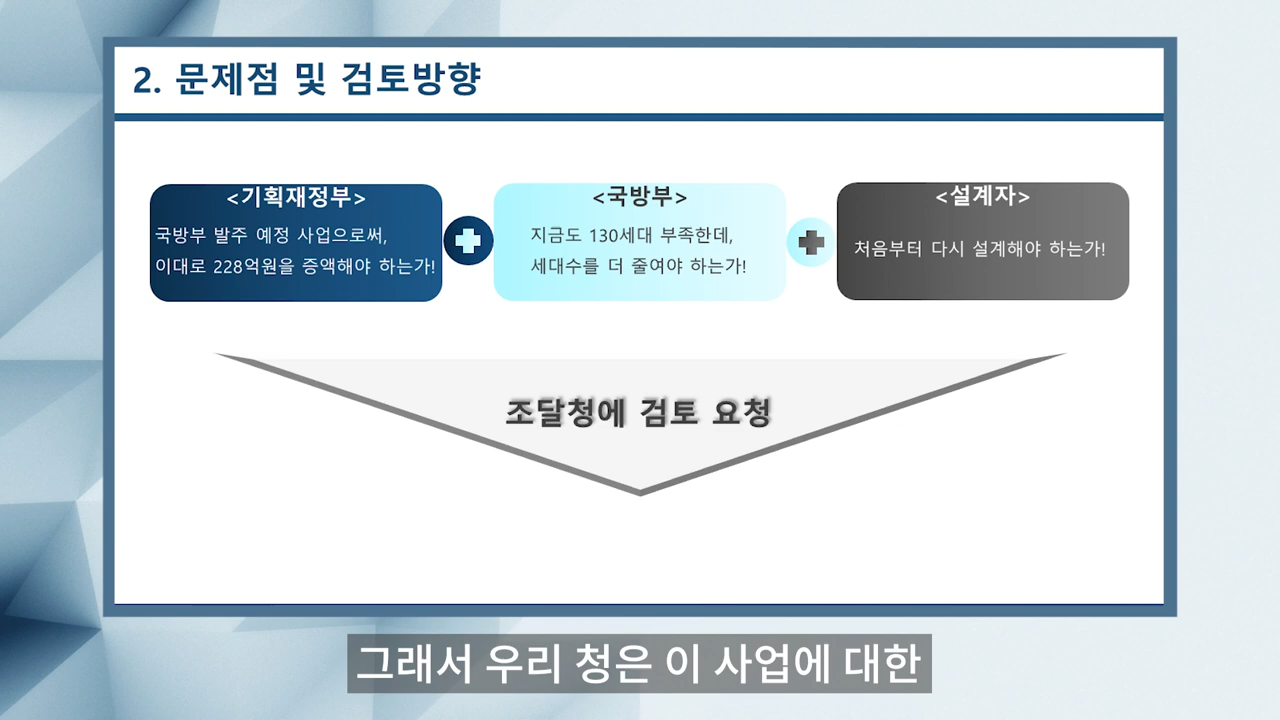 2. 문제점 및 검토방향
<기획재정부>
국방부 발주 예정 사업으로써,
이대로 228억원을 증액해야 하는가!
<국방부>
지금도 130세대 부족한데,
세대수를 더 줄여야 하는가!
<설계자>
처음부터 다시 설계해야 하는가!
조달청에 검토 요청
그래서 우리 청은 이 사업에 대한